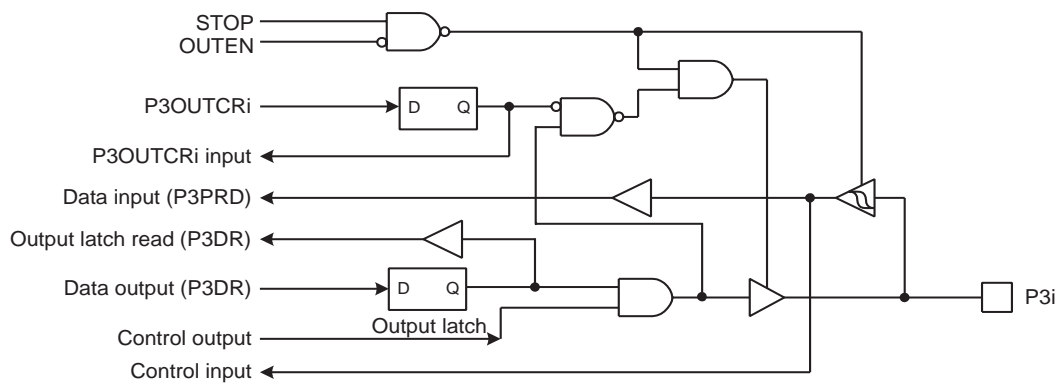 STOP
OUTEN
P3OUTCRi
D Q
P3OUTCRi input
Data input (P3PRD)
Output latch read (P3DR)
Data output (P3DR)
D Q
P3i
Output latch
Control output
Control input